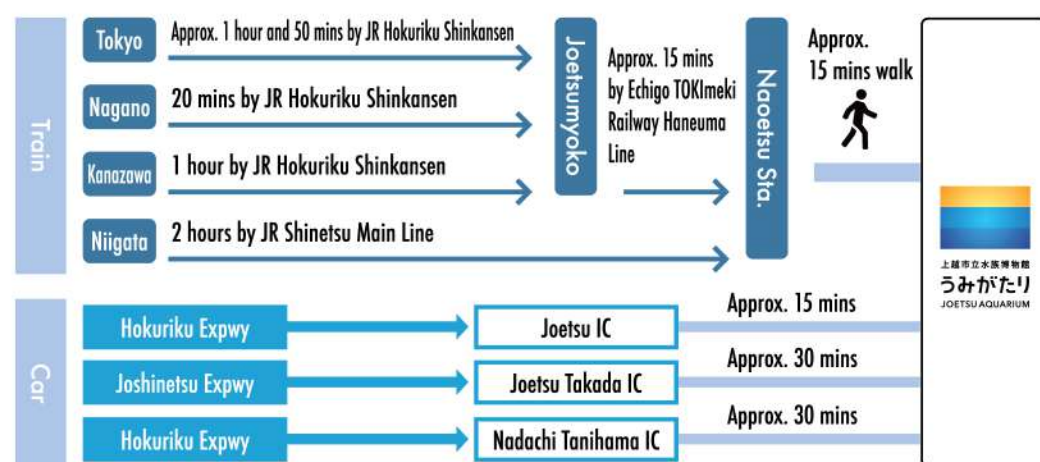 Train
Tokyo
Approx. 1 hour and 50 mins by JR Hokuriku Shinkansen
Nagano
20 mins by JR Hokuriku Shinkansen
Kanazawa
1 hour by JR Hokuriku Shinkansen
Niigata
2 hours by JR Shinetsu Main Line
Joetsumyoko
Approx. 15 mins
by Echigo TOKImeki
Railway Haneuma
Line
Naoetsu Sta.
Approx.
15 mins walk
Car
Hokuriku Expwy
Joetsu IC
Approx. 15 mins
Joshinetsu Expwy
Joetsu Takada IC
Approx. 30 mins
Hokuriku Expwy
Nadachi Tanihama IC
Approx. 30 mins
上越市立水族博物館
うみがたり
JOETSU AQUARIUM